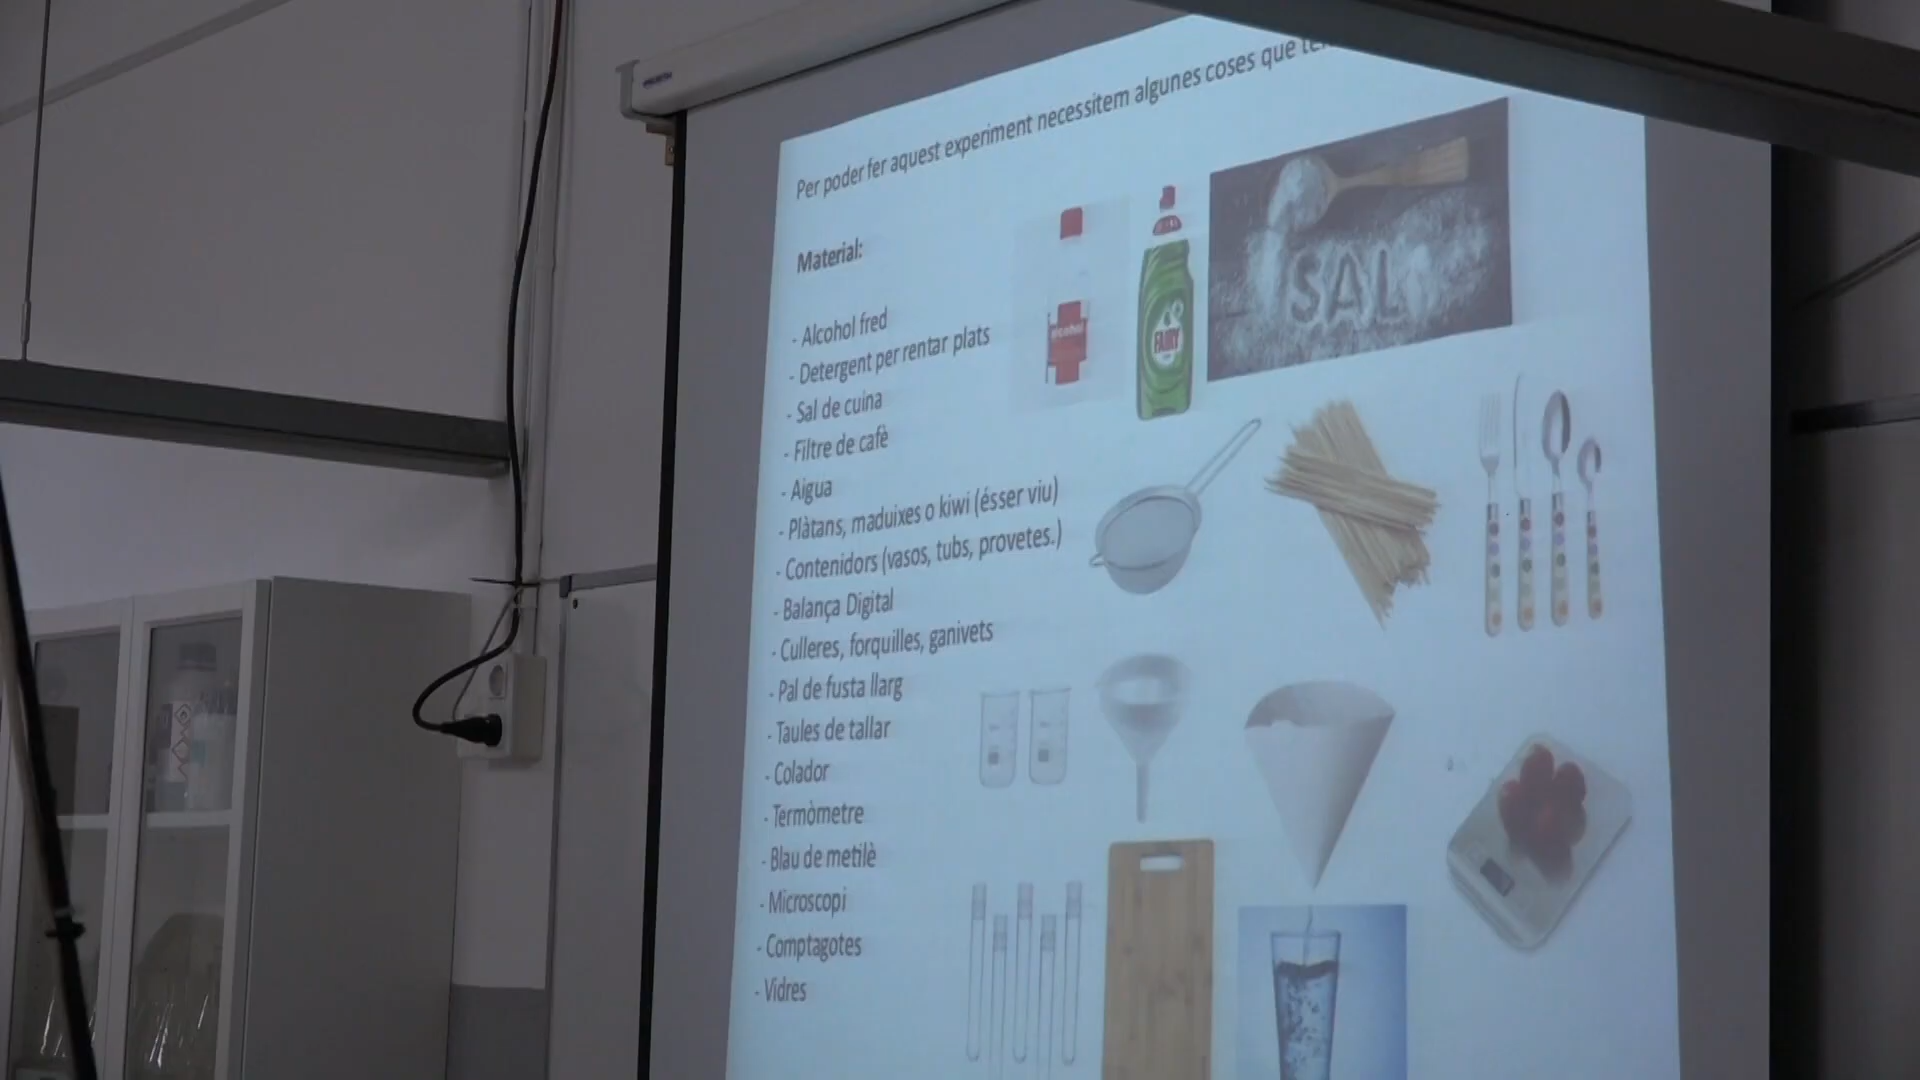 Per poder fer aquest experiment necessitem algunes coses que
Material:
- Alcohol fred
- Detergent per rentar plats
- Sal de cuina
- Filtre de cafè
- Aigua
- Plàtans, maduixes o kiwi (ésser viu)
- Contenidors (vasos, tubs, provetes.)
- Balança Digital
- Culleres, forquilles, ganivets
- Pal de fusta llarg
- Taules de tallar
- Colador
- Termòmetre
- Blau de metilè
- Microscopi
- Comptagotes
- Vidres
alcohol
FAIRY
SAL